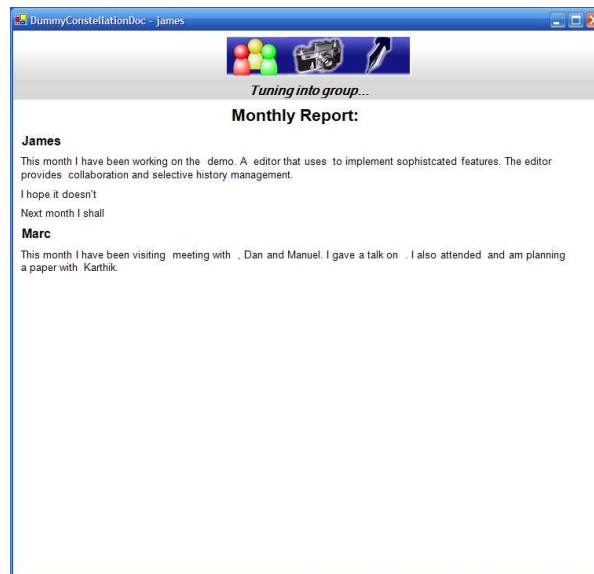 DummyConstellationDoc - james
Tuning into group...
Monthly Report:
James
This month I have been working on the demo. A editor that uses to implement sophistcated features. The editor
provides collaboration and selective history management.
I hope it doesn't
Next month I shall
Marc
This month I have been visiting meeting with , Dan and Manuel. I gave a talk on . I also attended and am planning
a paper with Karthik.